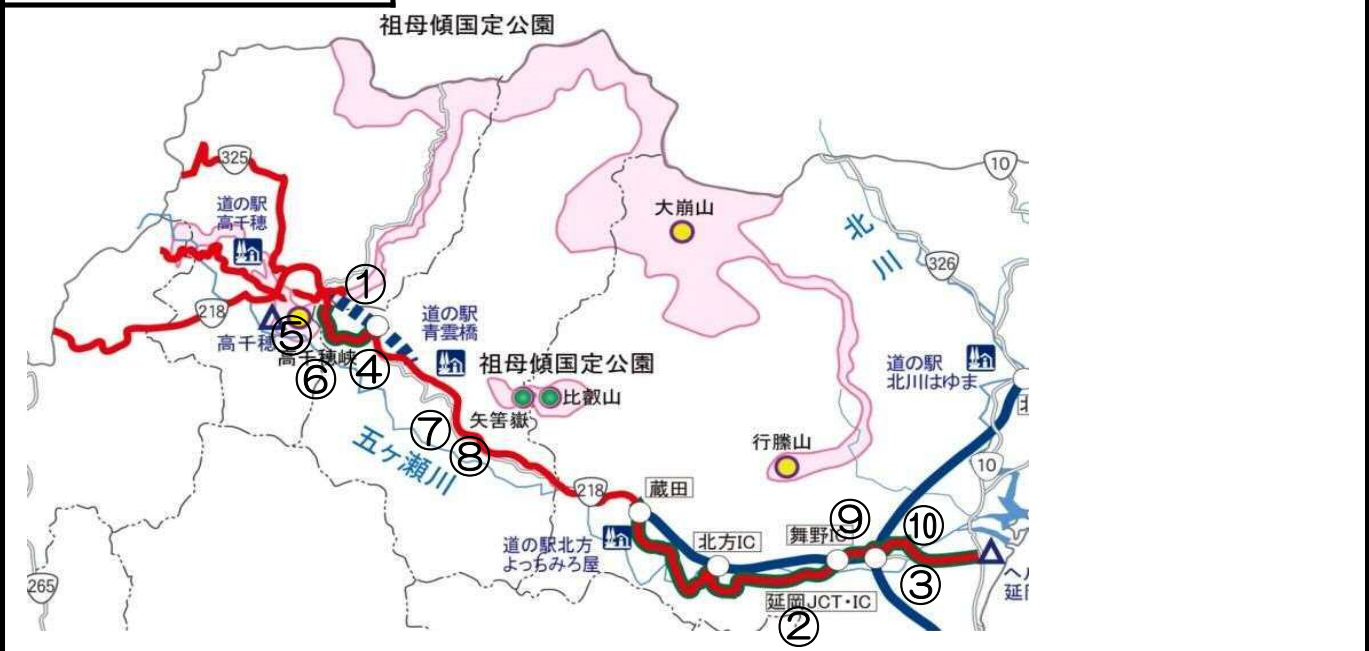 祖母傾国定公園
325
10
道の駅
高千穂
大崩山
北
川
326
①
218
道の駅
青雲橋
⑤
高千穂
高千穂峡
⑥
④
祖母傾国定公園
道の駅
北川はゆま
比叡山
矢筈嶽
⑦
⑧
五ヶ瀬川
行縢山
10
218
蔵田
⑨
⑩
舞野IC
北方IC
道の駅北方
よっちみろ屋
265
③
延岡JCT・IC
②